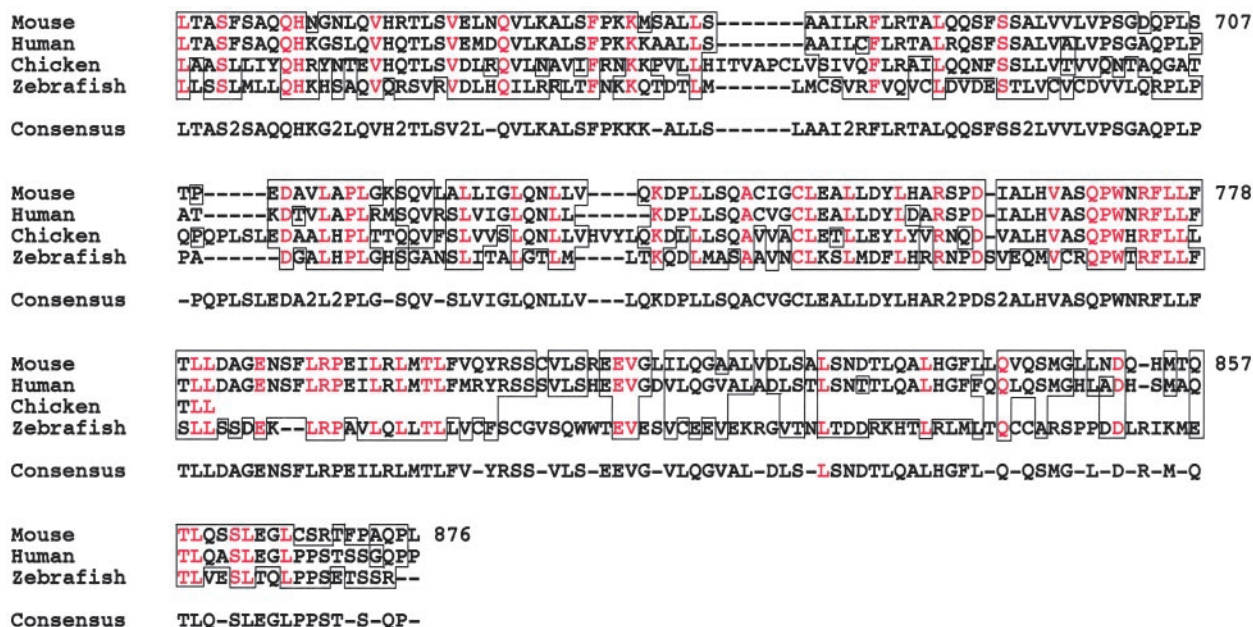 Mouse LTASFSAQQHNGNLQVHRTLSVELNQVLKALSFPKKMSALLS-------AAILRFLRTALQQSFSSALVVLVPSGDQPLS 707
Human LTASFSAQQHKGSLQVHQTLSVEMDQVLKALSFPKKKAALLS-------AAILCFLRTALRQSFSSALVALVPSGAQPLP
Chicken LAASLLIYQHRYNTEVHQTLSVDLRQVLNAVIFRNKKPVLLHITVAPCLVSIVQFLRAILQQNFSSLLVTVVQNTAQGAT
Zebrafish LLSSLMLLQHKHSAQVQRSVRVDLHQILRRLTFNKKQTDTLM------LMCSVRFVQVCLDVDESTLVCVCDVVLQRPLP
Consensus LTAS2SAQQHKG2LQVH2TLSV2L-QVLKALSFPKKK-ALLS------LAAI2RFLRTALQQSFSS2LVVLVPSGAQPLP
Mouse TP-----EDAVLAPLGKSQVLALLIGLQNLLV----QKDPLLSQACIGCLEALLDYLHARSPD-IALHVASQPWNRFLLF 778
Human AT-----KDTVLAPLRMSQVRSLVIGLQNLL------KDPLLSQACVGCLEALLDYLDARSPD-IALHVASQPWNRFLLF
Chicken QPQPLSLEDAALHPLTTQQVFSLVVSLQNLLVHVYLQKDLLLSQAVVACLETLLEYLYVRNQD-VALHVASQPWHRFLLL
Zebrafish PA-----DGALHPLGHSGANSLITALGTLM---LTKQDLMASAAVNCLKSLMDFLHRRNPDSVEQMVCRQPWTRFLLF
Consensus -PQPLSLEDA2L2PLG-SQV-SLVIGLQNLLV---LQKDPLLSQACVGCLEALLDYLHAR2PDS2ALHVASQPWNRFLLF
Mouse TLLDAGENSFLRPEILRLMTLFVQYRSSCVLSREEVGLILQGAALVDLSALSNDTLQALHGFLLQVQSMGLLNDQ-HMTQ 857
Human TLLDAGENSFLRPEILRLMTLFMRYRSSSVLSHEEVGDVLQGVALADLSTLSNTTLQALHGFFQQLQSMGHLADH-SMAQ
Chicken TLL
Zebrafish SLLSSDEK--LRPAVLQLLTLLVCFSCGVSQWWTEVESVCEEVEKRGVTNLTDDRKHTLRLMLTQCCARSPPDDLRIKME
Consensus TLLDAGENSFLRPEILRLMTLFV-YRSS-VLS-EEVG-VLQGVAL-DLS-LSNDTLQALHGFL-Q-QSMG-L-D-R-M-Q
Mouse TLQSSLEGLCSRTFPAQPL 876
Human TLQASLEGLPPSTSSGQPP
Zebrafish TLVESLTQLPPSETSSR--
Consensus TLQ-SLEGLPPST-S-QP-